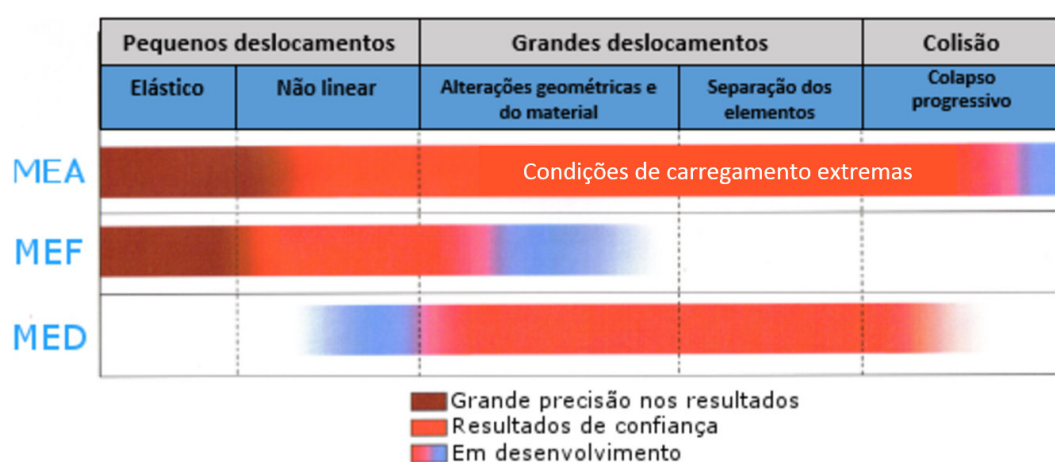 Pequenos deslocamentos
Grandes deslocamentos
Colisão
Elástico
Não linear
Alterações geométricas e
do material
Separação dos
elementos
Colapso
progressivo
MEA
Condições de carregamento extremas
MEF
MED
Grande precisão nos resultados
Resultados de confiança
Em desenvolvimento